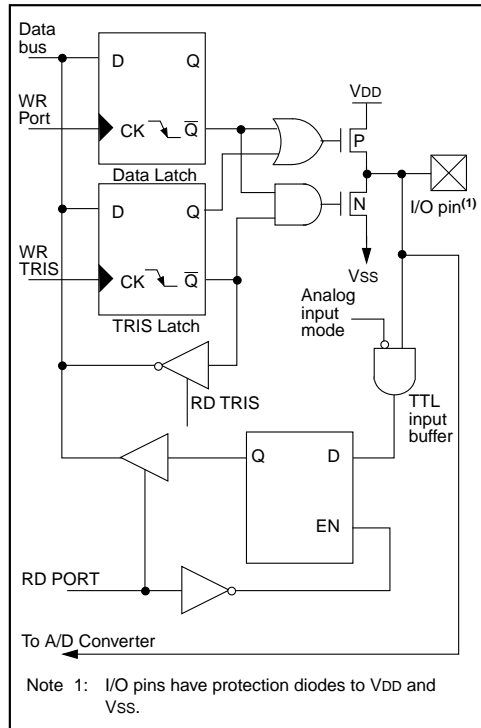 Data
bus
D
Q
WR
Port
CK
Q
Data Latch
VDD
P
N
I/O pin(1)
VSS
D
Q
WR
TRIS
CK
Q
TRIS Latch
Analog
input
mode
TTL
input
buffer
RD TRIS
Q
D
EN
RD PORT
To A/D Converter
Note 1: I/O pins have protection diodes to VDD and
VSS.